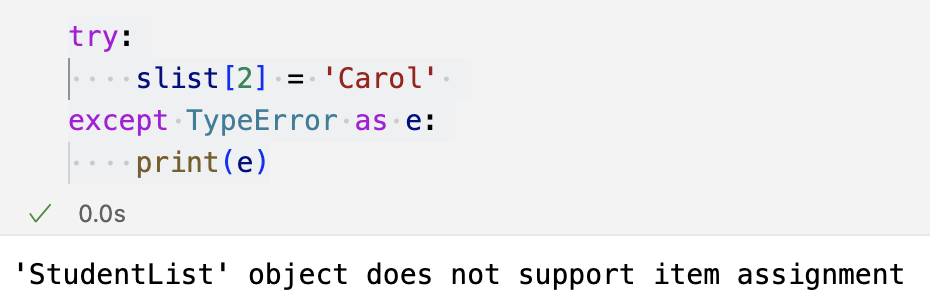 try:
    slist[2] = 'Carol'
except TypeError as e:
    print(e)
0.0s
'StudentList' object does not support item assignment